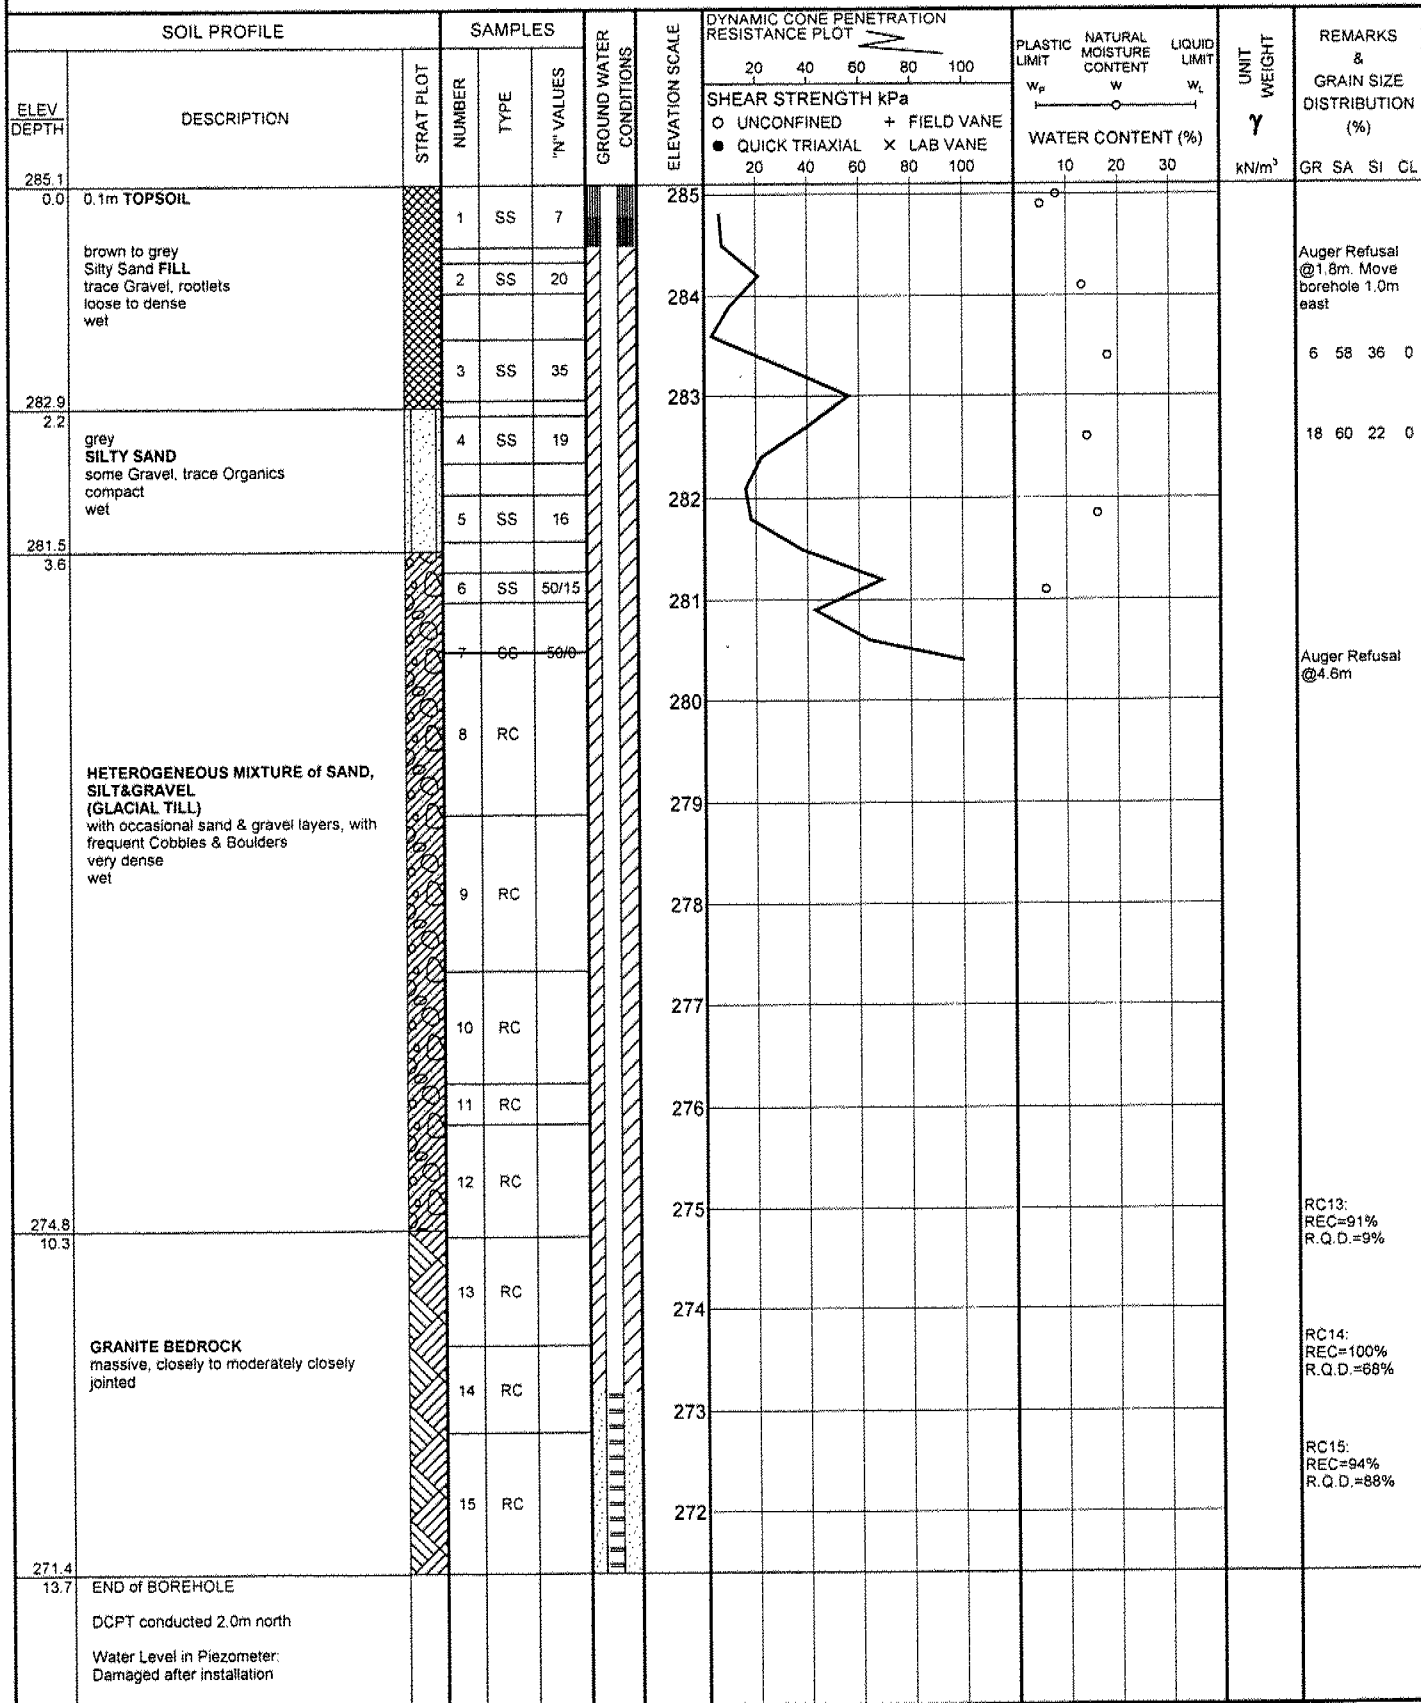 SOIL PROFILE
SAMPLES
GROUND WATER
CONDITIONS
ELEVATION SCALE
DYNAMIC CONE PENETRATION
RESISTANCE PLOT
20 40 60 80 100
SHEAR STRENGTH kPa
O UNCONFINED + FIELD VANE
● QUICK TRIAXIAL × LAB VANE
20 40 60 80 100
PLASTIC
LIMIT
NATURAL
MOISTURE
CONTENT
LIQUID
LIMIT
WP W WL
WATER CONTENT (%)
10 20 30
UNIT
WEIGHT
γ
kN/m³
REMARKS
&
GRAIN SIZE
DISTRIBUTION
(%)
GR SA SI CL
ELEV
DEPTH
DESCRIPTION
STRAT PLOT
NUMBER
TYPE
"N" VALUES
285.1
0.0
0.1m TOPSOIL
brown to grey
Silty Sand FILL
trace Gravel, rootlets
loose to dense
wet
282.9
2.2
grey
SILTY SAND
some Gravel, trace Organics
compact
wet
281.5
3.6
HETEROGENEOUS MIXTURE of SAND,
SILT&GRAVEL
(GLACIAL TILL)
with occasional sand & gravel layers, with
frequent Cobbles & Boulders
very dense
wet
274.8
10.3
GRANITE BEDROCK
massive, closely to moderately closely
jointed
271.4
13.7
END of BOREHOLE
DCPT conducted 2.0m north
Water Level in Piezometer:
Damaged after installation
1 SS 7
2 SS 20
3 SS 35
4 SS 19
5 SS 16
6 SS 50/15
7 SS 50/0
8 RC
9 RC
10 RC
11 RC
12 RC
13 RC
14 RC
15 RC
285
284
283
282
281
280
279
278
277
276
275
274
273
272
Auger Refusal
@1.8m. Move
borehole 1.0m
east
6 58 36 0
18 60 22 0
Auger Refusal
@4.6m
RC13:
REC=91%
R.Q.D.=9%
RC14:
REC=100%
R.Q.D.=68%
RC15:
REC=94%
R.Q.D.=88%